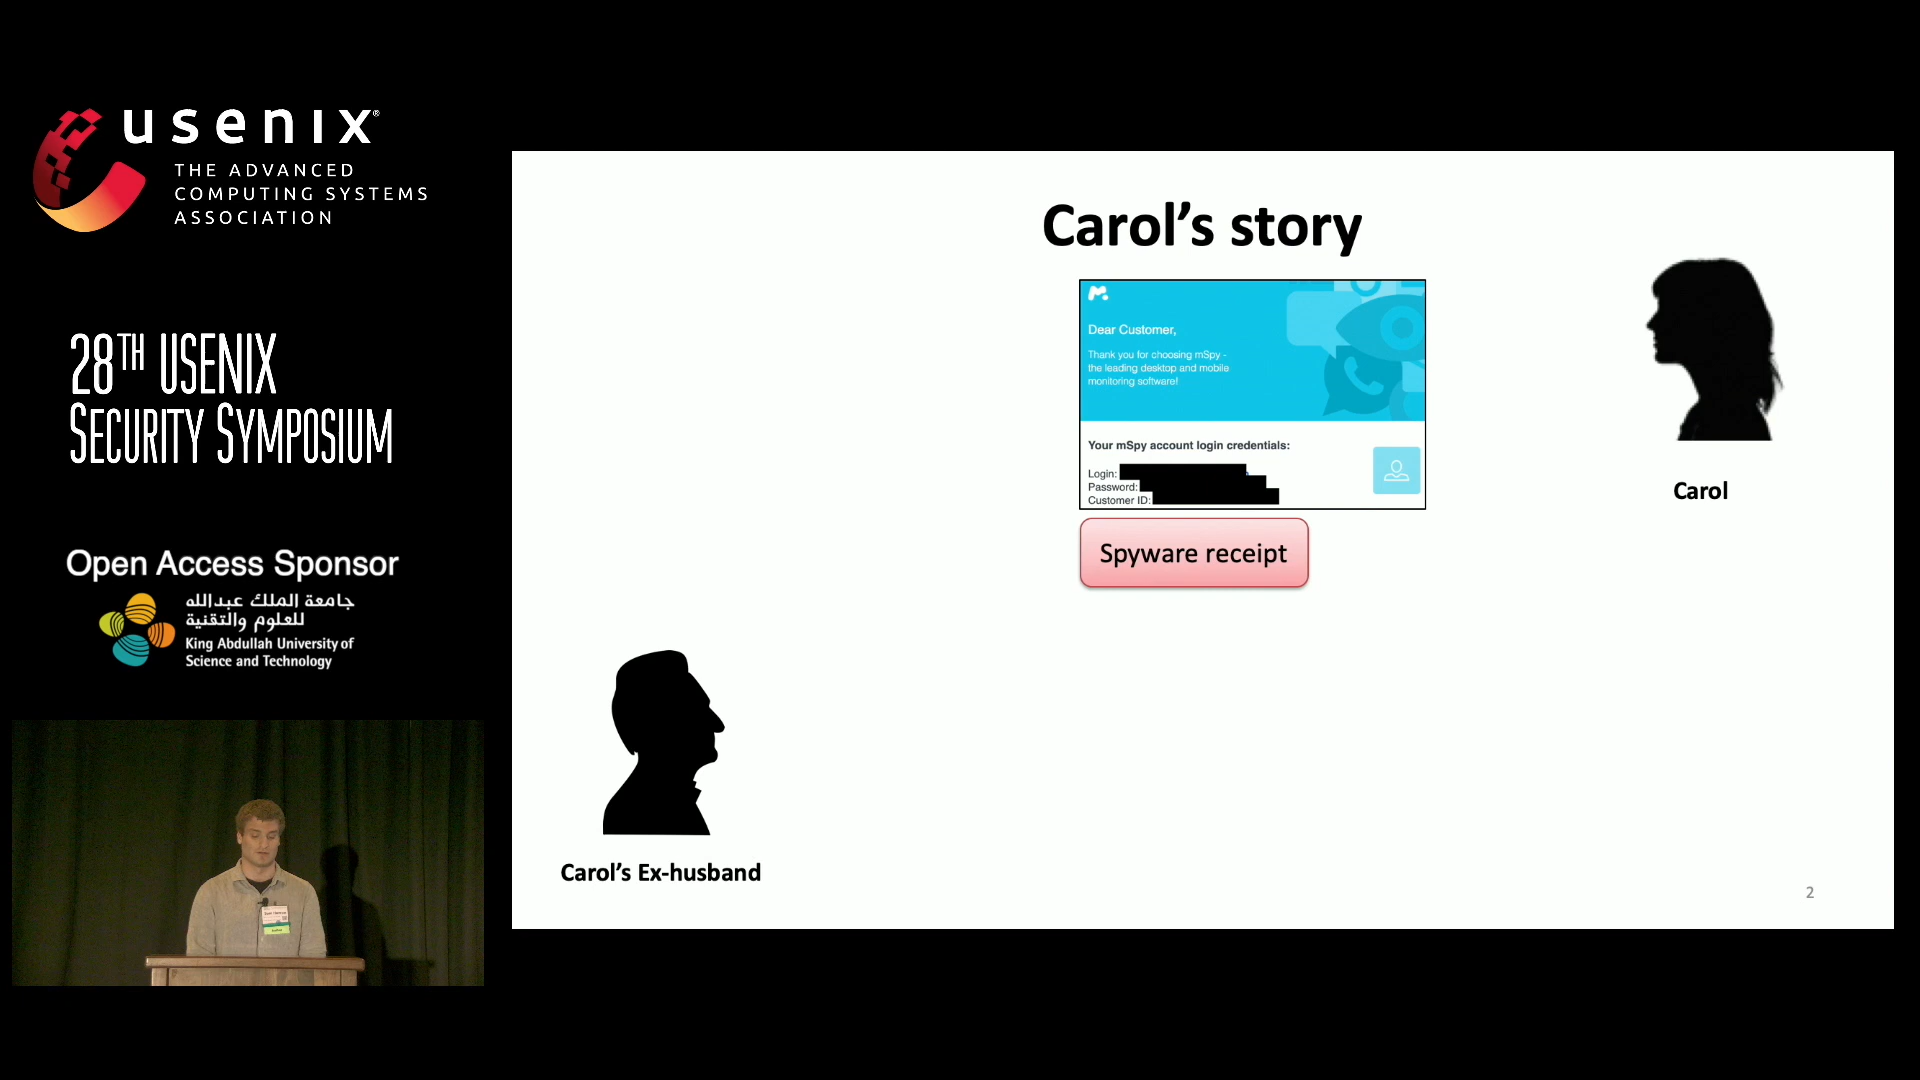 usenix®
THE ADVANCED
COMPUTING SYSTEMS
ASSOCIATION
28TH USENIX
SECURITY SYMPOSIUM
Open Access Sponsor
جامعة الملك عبدالله
للعلوم والتقنية
King Abdullah University of
Science and Technology
Carol’s story
Dear Customer,
Thank you for choosing mSpy -
the leading desktop and mobile
monitoring software!
Your mSpy account login credentials:
Login:
Password:
Customer ID:
Spyware receipt
Carol
Carol’s Ex-husband
2